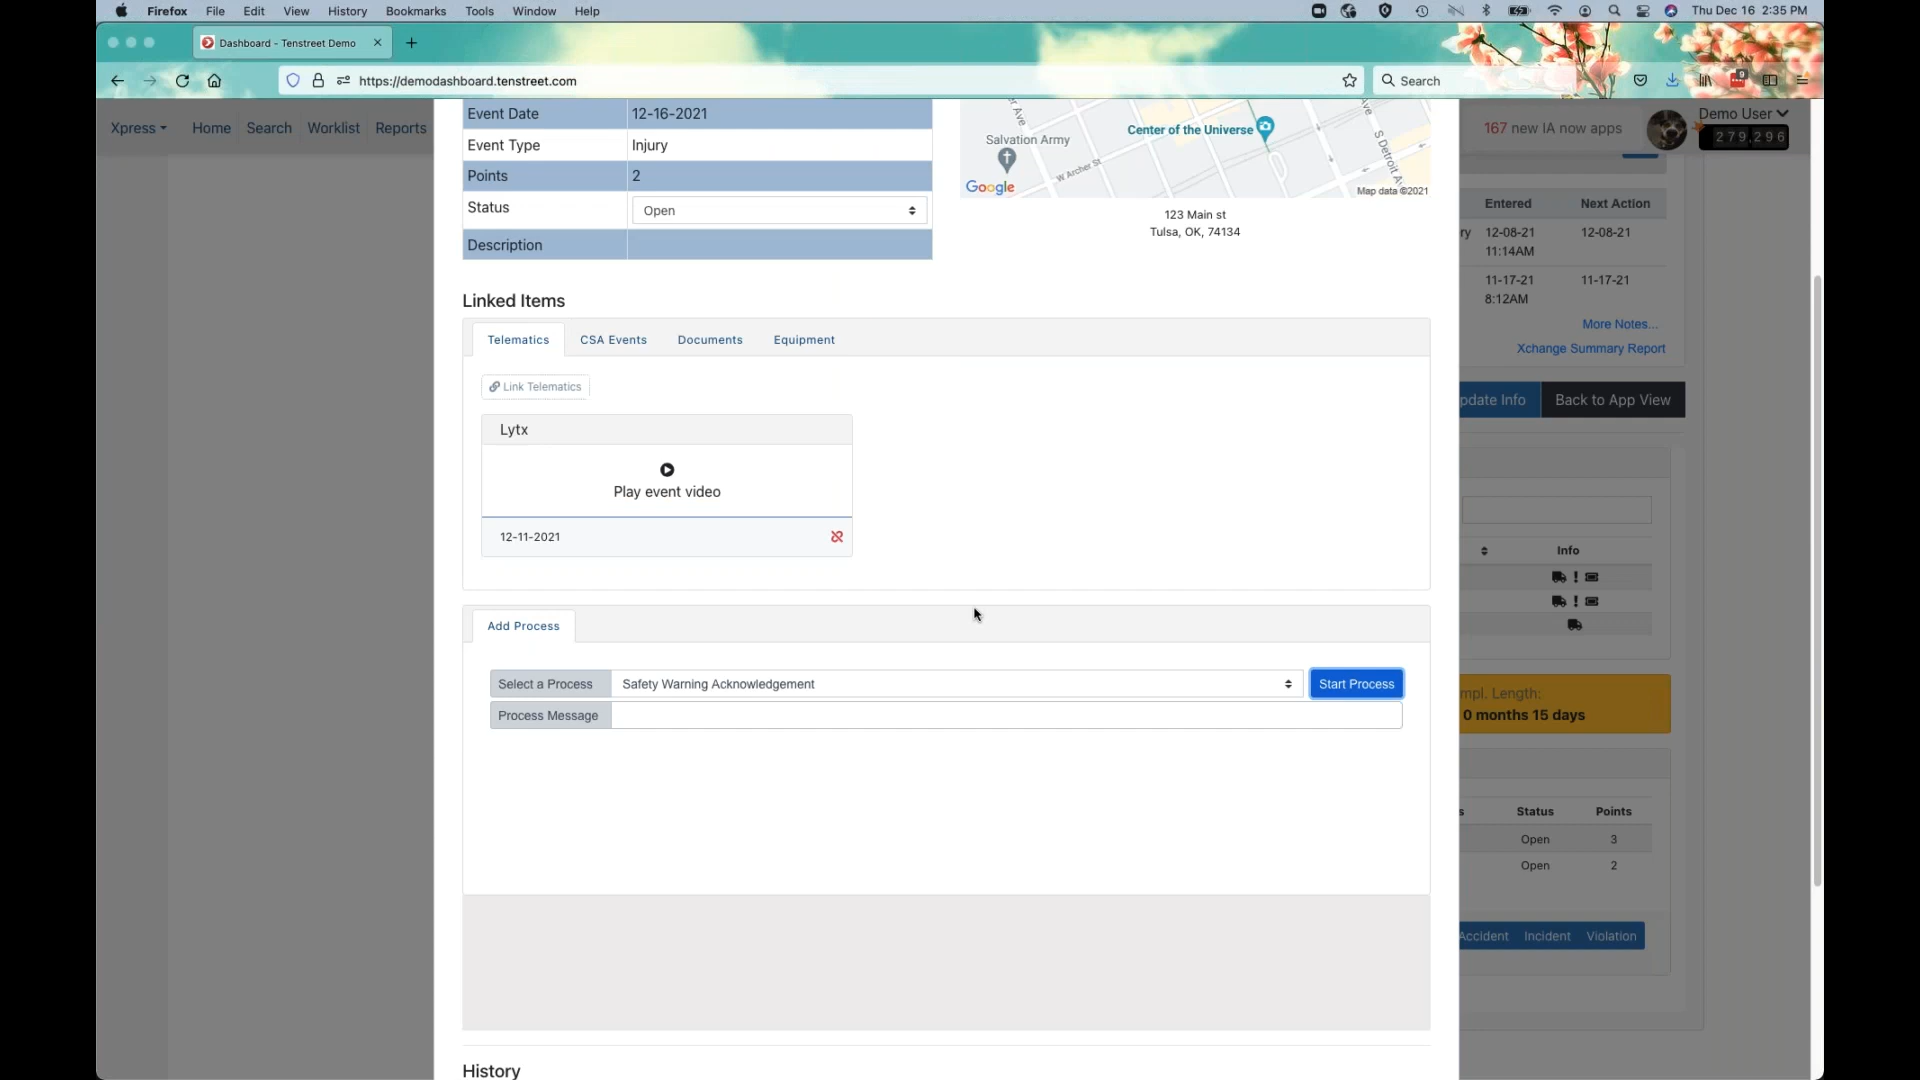 Firefox File Edit View History Bookmarks Tools Window Help
Thu Dec 16 2:35 PM
Dashboard - Tenstreet Demo
https://demodashboard.tenstreet.com
Search
9
Xpress Home Search Worklist Reports
167 new IA now apps
Demo User
279,296
Event Date 12-16-2021
Event Type Injury
Points 2
Status Open
Description
Salvation Army
Center of the Universe
W Archer St
S Detroit Av
Google
Map data ©2021
123 Main st
Tulsa, OK, 74134
Entered Next Action
ry 12-08-21 12-08-21
11:14AM
11-17-21 11-17-21
8:12AM
More Notes...
Xchange Summary Report
pdate Info Back to App View
Linked Items
Telematics CSA Events Documents Equipment
Link Telematics
Lytx
Play event video
12-11-2021
Info
Add Process
Select a Process Safety Warning Acknowledgement Start Process
Process Message
mpl. Length:
0 months 15 days
s Status Points
Open 3
Open 2
Accident Incident Violation
History